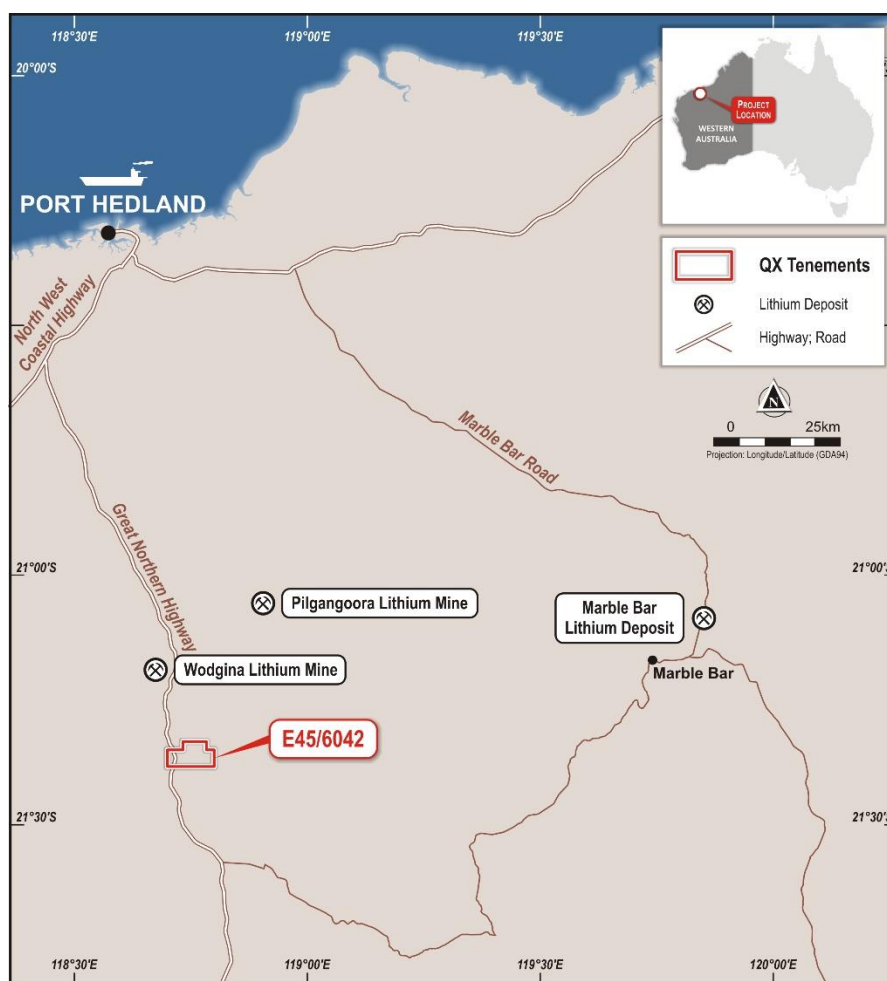 118°30'E
119°00'E
119°30'E
20°00'S
PROJECT
LOCATION
WESTERN
AUSTRALIA
PORT HEDLAND
North West
Coastal Highway
QX Tenements
Lithium Deposit
Highway; Road
N
0 25km
Projection: Longitude/Latitude (GDA94)
Marble Bar Road
Great Northern Highway
21°00'S
21°00'S
Pilgangoora Lithium Mine
Marble Bar
Lithium Deposit
Wodgina Lithium Mine
Marble Bar
E45/6042
21°30'S
21°30'S
118°30'E
119°00'E
119°30'E
120°00'E